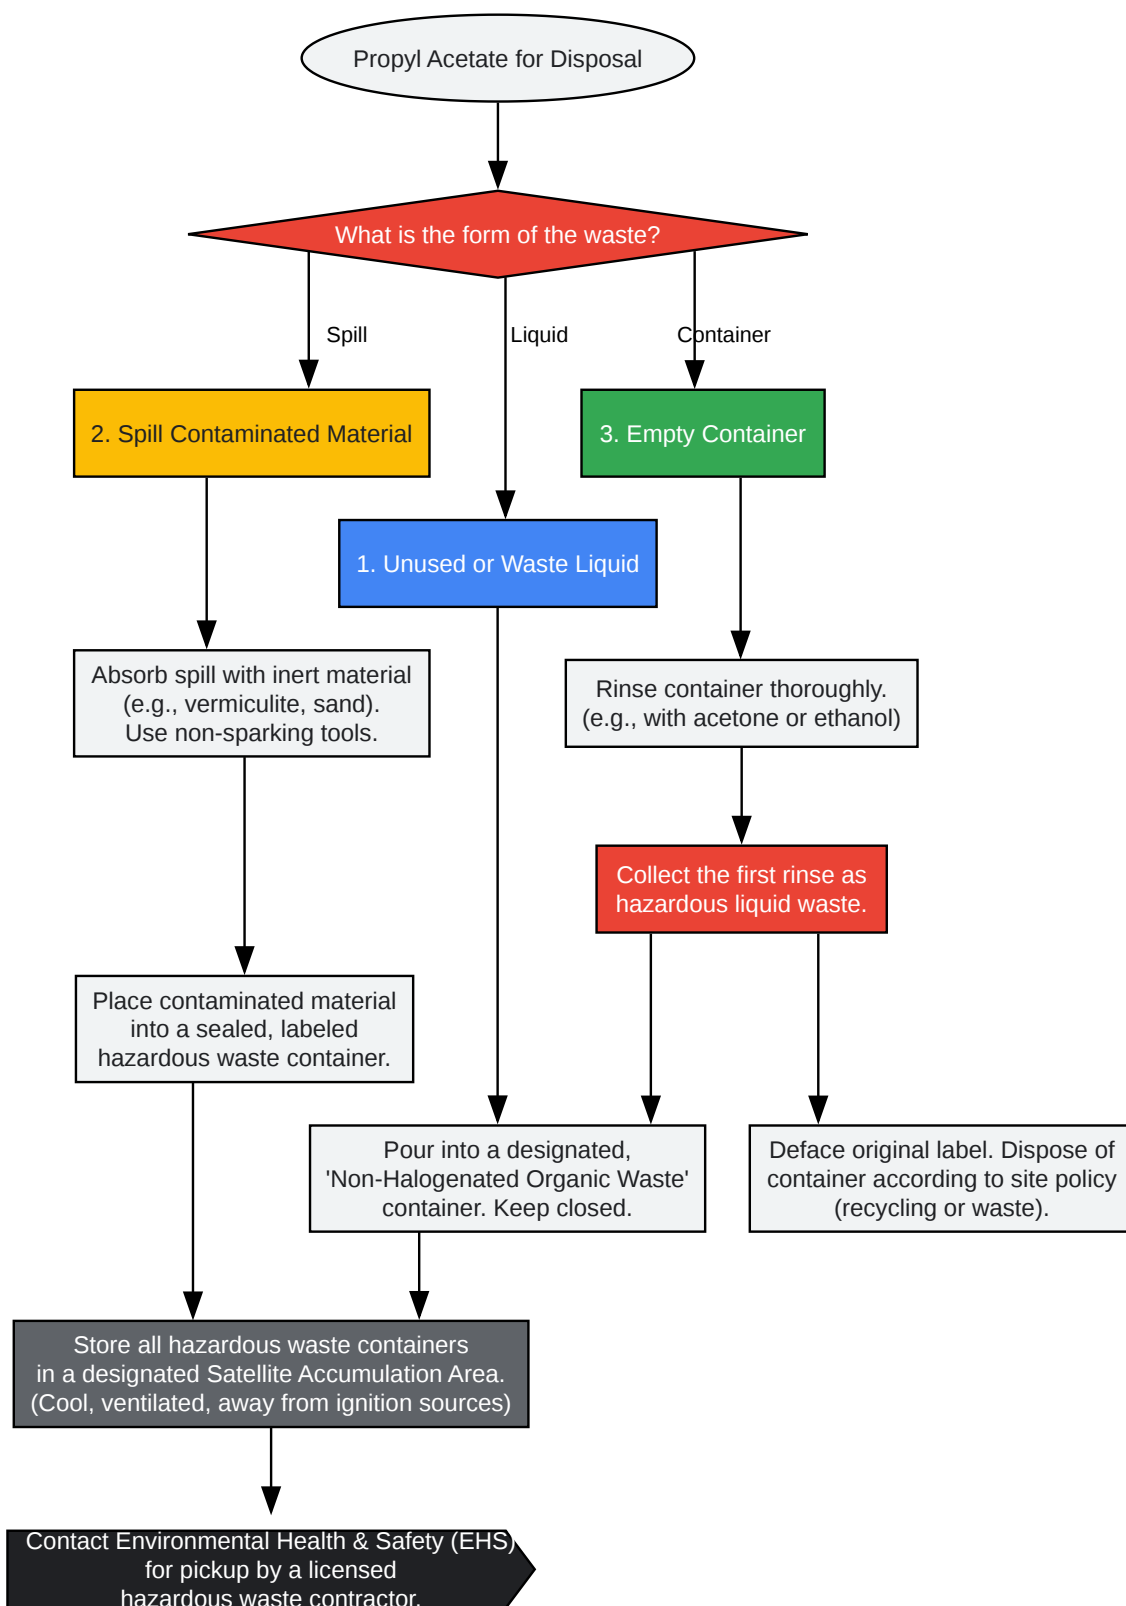 Propyl Acetate for Disposal
What is the form of the waste?
Spill
Liquid
Container
2. Spill Contaminated Material
3. Empty Container
1. Unused or Waste Liquid
Absorb spill with inert material
(e.g., vermiculite, sand).
Use non-sparking tools.
Rinse container thoroughly.
(e.g., with acetone or ethanol)
Collect the first rinse as
hazardous liquid waste.
Place contaminated material
into a sealed, labeled
hazardous waste container.
Pour into a designated,
'Non-Halogenated Organic Waste'
container. Keep closed.
Deface original label. Dispose of
container according to site policy
(recycling or waste).
Store all hazardous waste containers
in a designated Satellite Accumulation Area.
(Cool, ventilated, away from ignition sources)
Contact Environmental Health & Safety (EHS)
for pickup by a licensed
hazardous waste contractor.